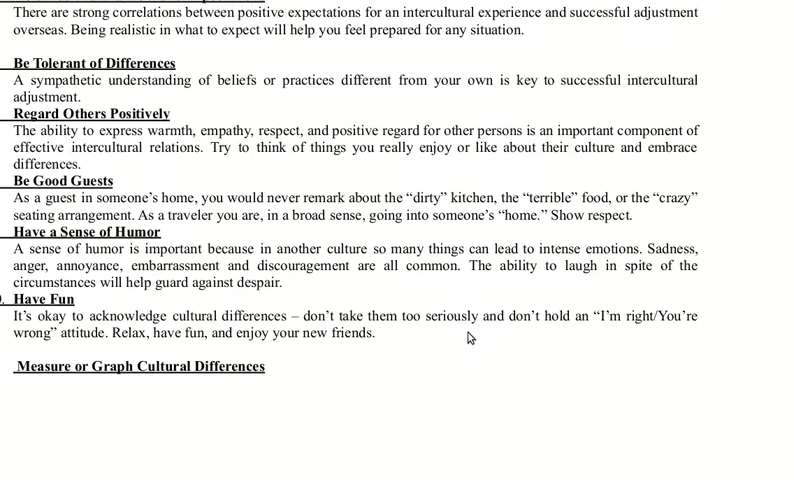 There are strong correlations between positive expectations for an intercultural experience and successful adjustment
overseas. Being realistic in what to expect will help you feel prepared for any situation.
Be Tolerant of Differences
A sympathetic understanding of beliefs or practices different from your own is key to successful intercultural
adjustment.
Regard Others Positively
The ability to express warmth, empathy, respect, and positive regard for other persons is an important component of
effective intercultural relations. Try to think of things you really enjoy or like about their culture and embrace
differences.
Be Good Guests
As a guest in someone’s home, you would never remark about the “dirty” kitchen, the “terrible” food, or the “crazy”
seating arrangement. As a traveler you are, in a broad sense, going into someone’s “home.” Show respect.
Have a Sense of Humor
A sense of humor is important because in another culture so many things can lead to intense emotions. Sadness,
anger, annoyance, embarrassment and discouragement are all common. The ability to laugh in spite of the
circumstances will help guard against despair.
Have Fun
It’s okay to acknowledge cultural differences – don’t take them too seriously and don’t hold an “I’m right/You’re
wrong” attitude. Relax, have fun, and enjoy your new friends.
Measure or Graph Cultural Differences